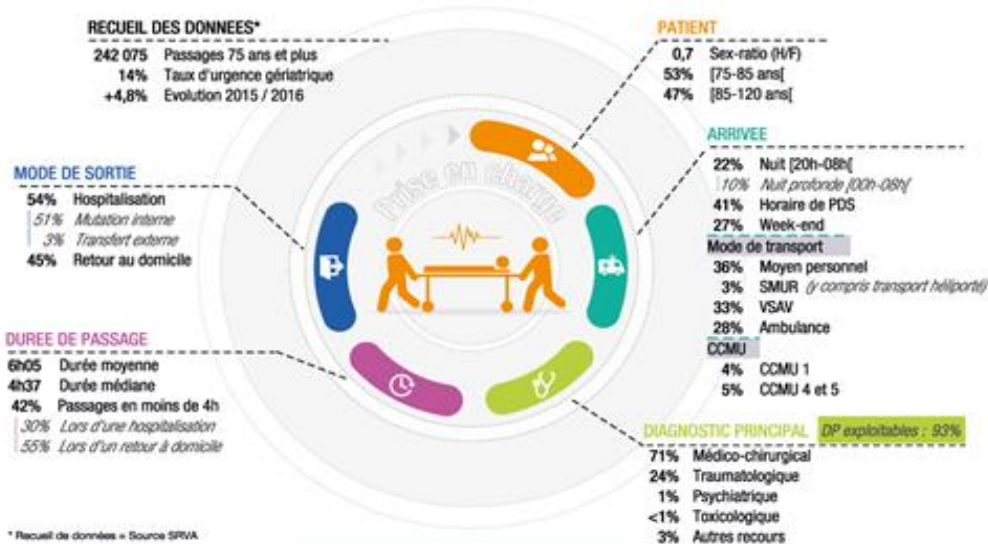 RECUEIL DES DONNEES*
242 075 Passages 75 ans et plus
14% Taux d'urgence gériatrique
+4,8% Evolution 2015 / 2016
PATIENT
0,7 Sex-ratio (H/F)
53% [75-85 ans[
47% [85-120 ans[
ARRIVEE
22% Nuit [20h-08h[
10% Nuit profonde [00h-08h[
41% Horaire de PDS
27% Week-end
Mode de transport
36% Moyen personnel
3% SMUR (y compris transport héliporté)
33% VSAV
28% Ambulance
CCMU
4% CCMU 1
5% CCMU 4 et 5
Prise en charge
MODE DE SORTIE
54% Hospitalisation
51% Mutation interne
3% Transfert externe
45% Retour au domicile
DUREE DE PASSAGE
6h05 Durée moyenne
4h37 Durée médiane
42% Passages en moins de 4h
30% Lors d'une hospitalisation
55% Lors d'un retour à domicile
DIAGNOSTIC PRINCIPAL DP exploitables : 93%
71% Médico-chirurgical
24% Traumatologique
1% Psychiatrique
<1% Toxicologique
3% Autres recours
* Recueil de données = Source SRVA